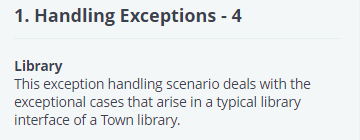 1. Handling Exceptions - 4
Library
This exception handling scenario deals with the
exceptional cases that arise in a typical library
interface of a Town library.